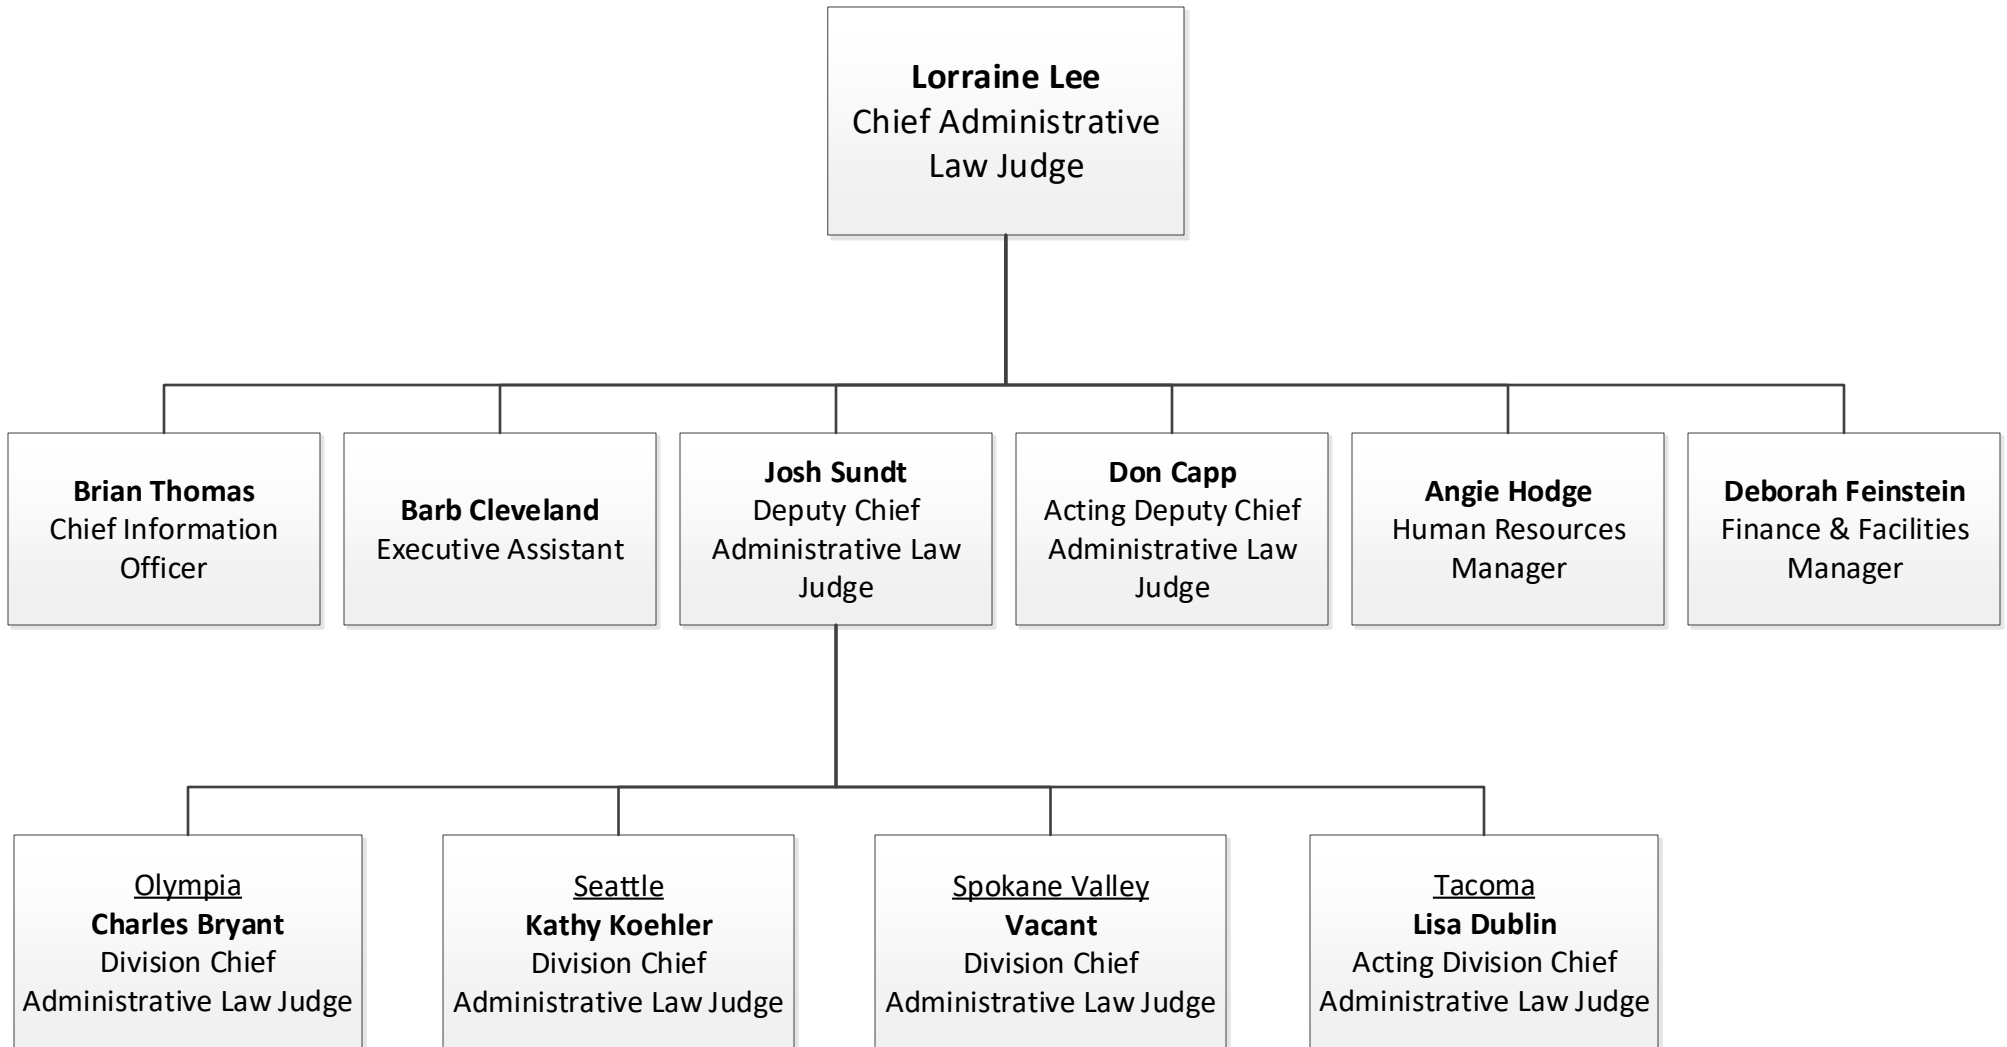 Lorraine Lee
Chief Administrative
Law Judge
Brian Thomas
Chief Information
Officer
Barb Cleveland
Executive Assistant
Josh Sundt
Deputy Chief
Administrative Law
Judge
Don Capp
Acting Deputy Chief
Administrative Law
Judge
Angie Hodge
Human Resources
Manager
Deborah Feinstein
Finance & Facilities
Manager
Olympia
Charles Bryant
Division Chief
Administrative Law Judge
Seattle
Kathy Koehler
Division Chief
Administrative Law Judge
Spokane Valley
Vacant
Division Chief
Administrative Law Judge
Tacoma
Lisa Dublin
Acting Division Chief
Administrative Law Judge